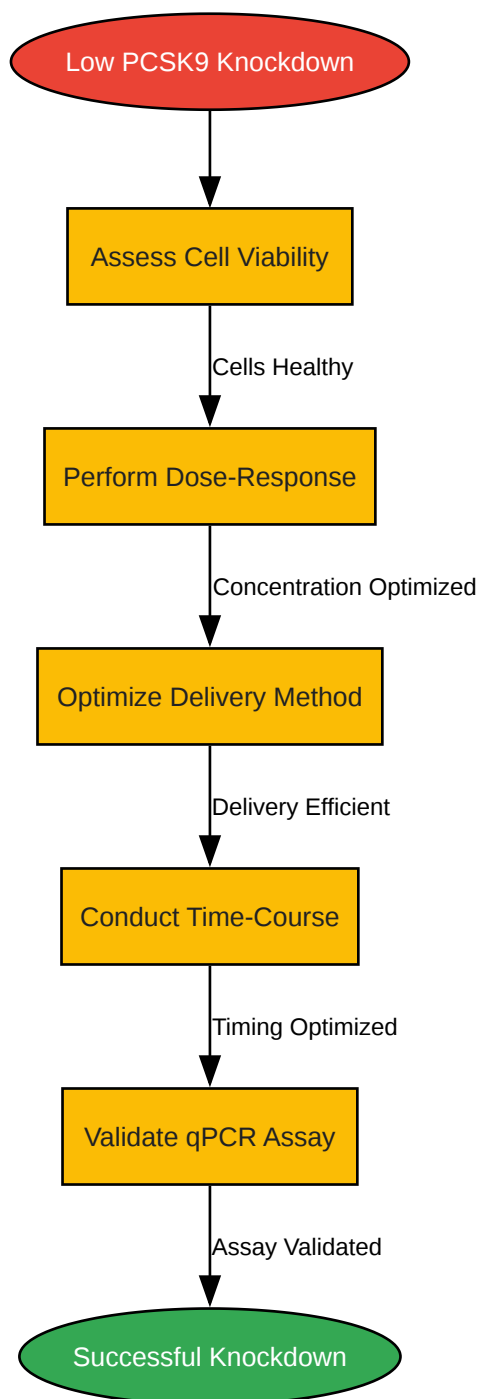 Low PCSK9 Knockdown
Assess Cell Viability
Cells Healthy
Perform Dose-Response
Concentration Optimized
Optimize Delivery Method
Delivery Efficient
Conduct Time-Course
Timing Optimized
Validate qPCR Assay
Assay Validated
Successful Knockdown